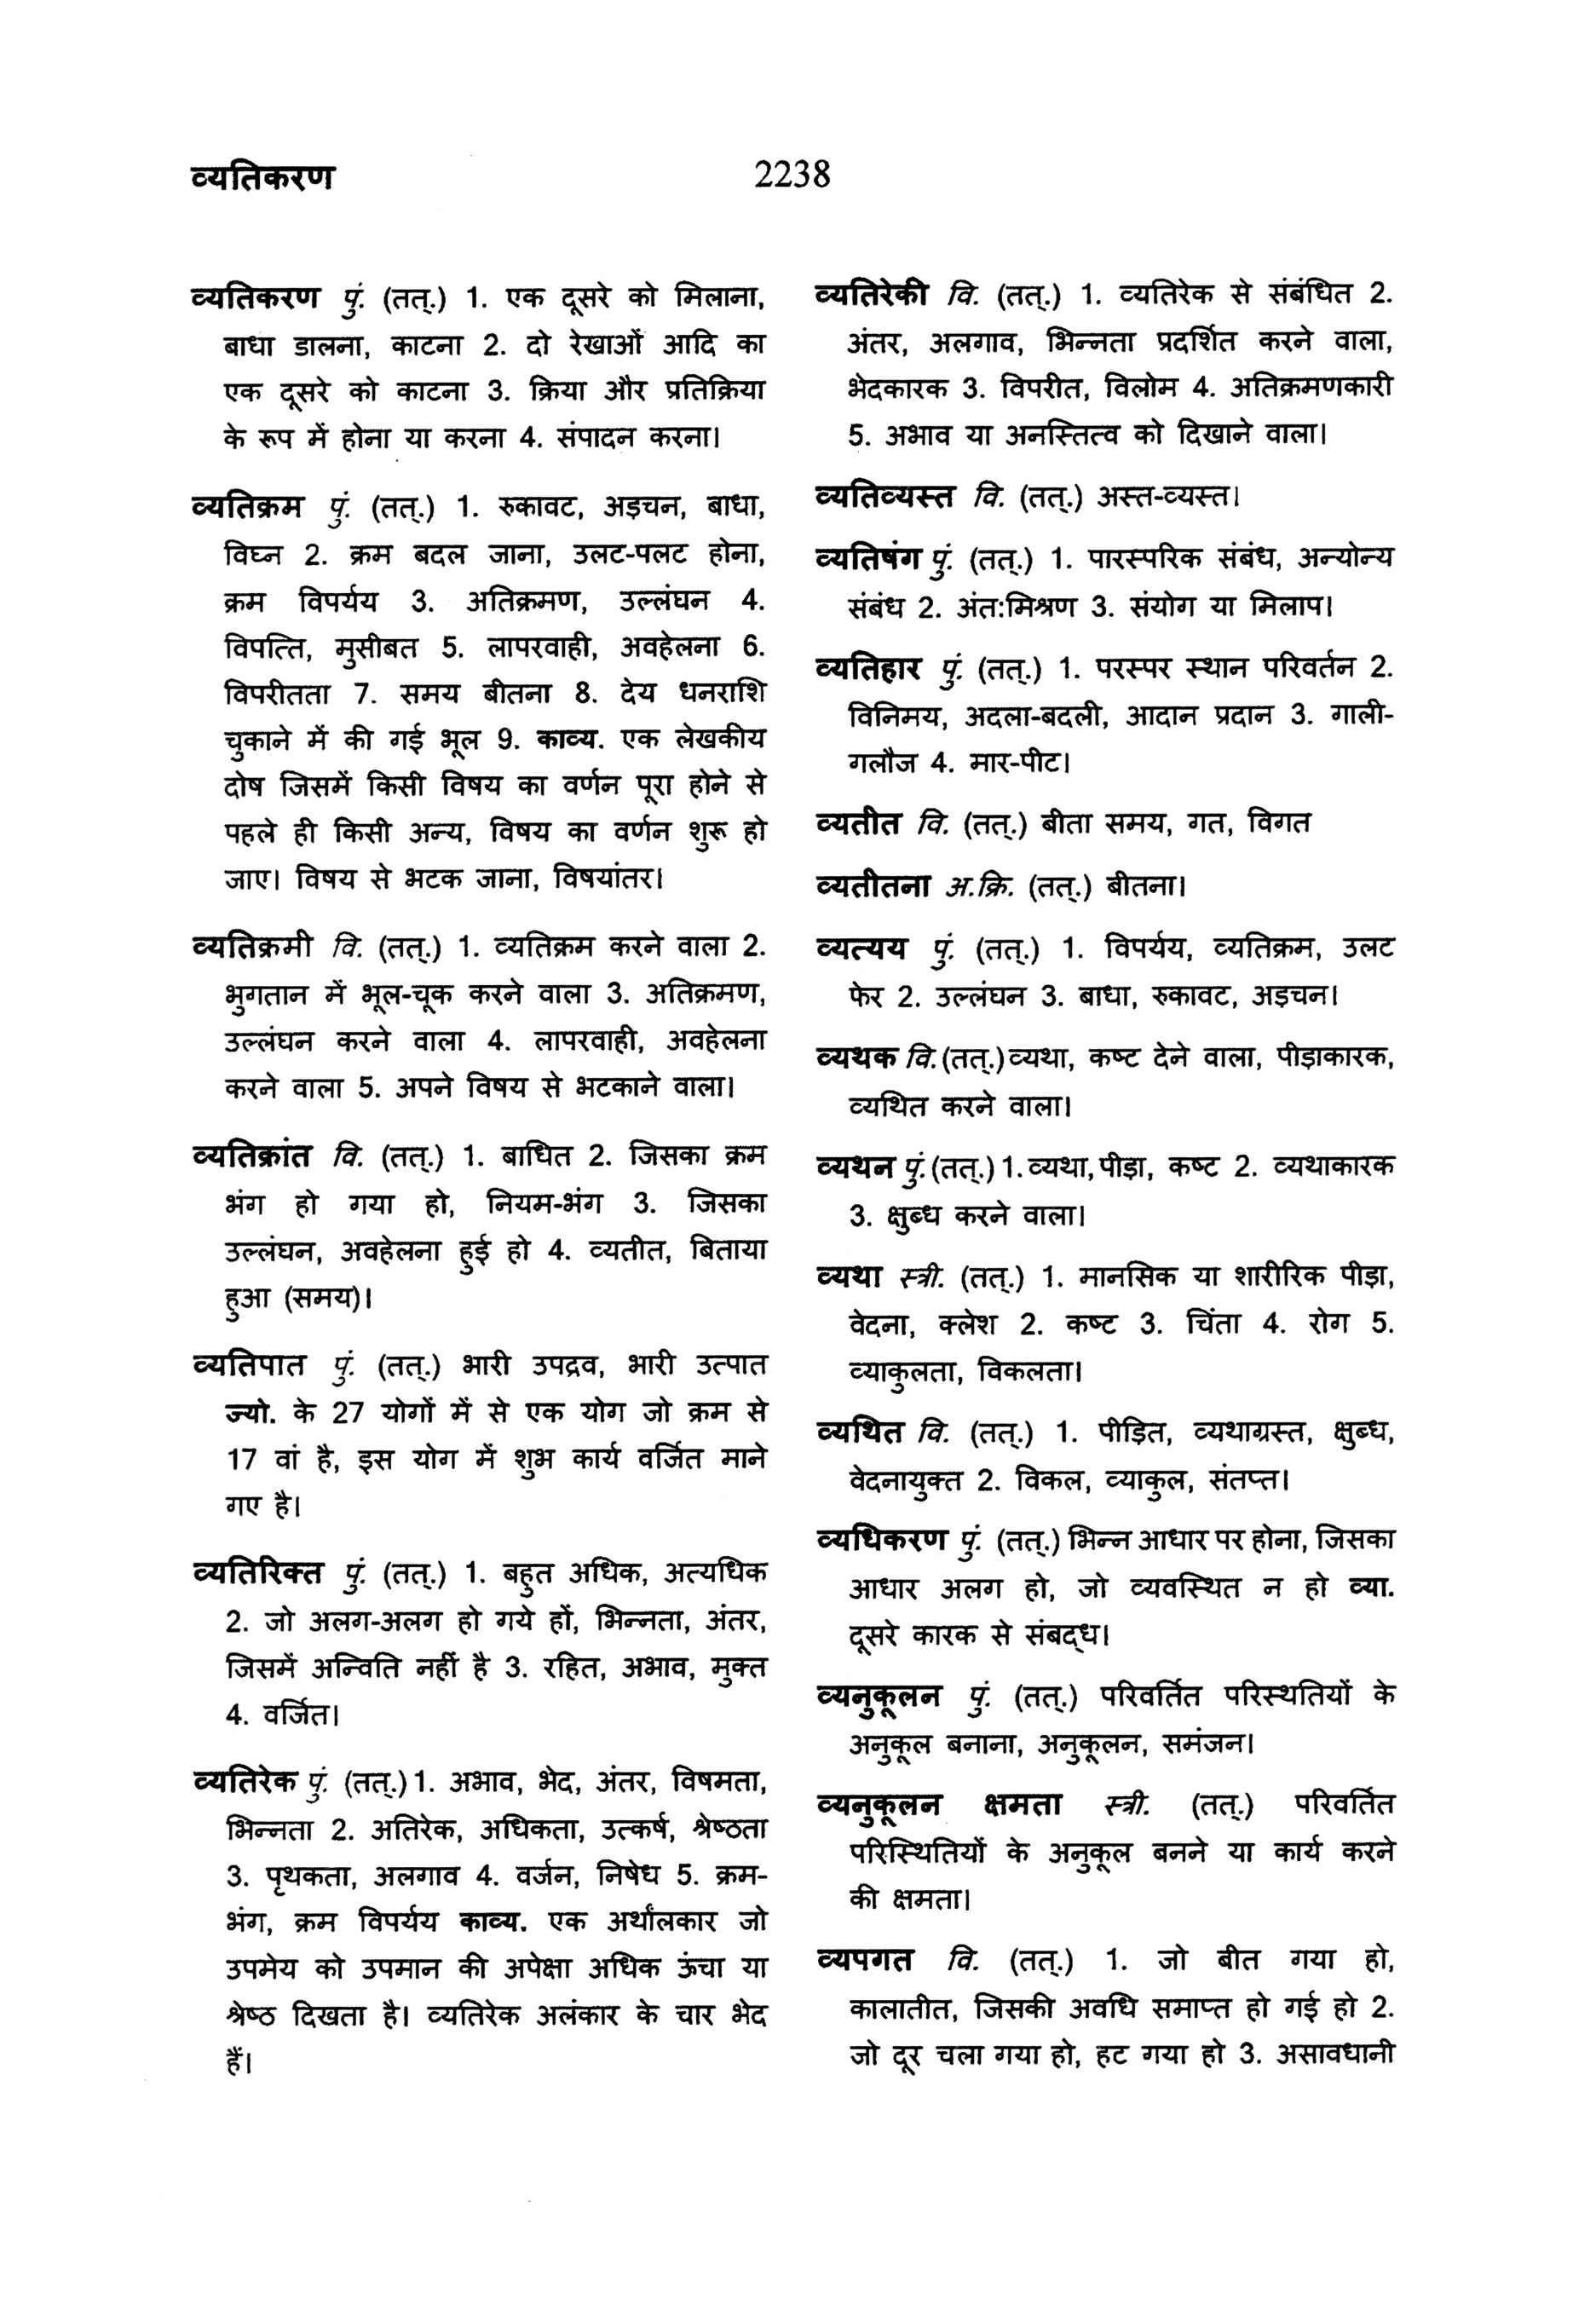 व्यतिकरण
2238
व्यतिकरण पुं. (तत्.) 1. एक दूसरे को मिलाना,
बाधा डालना, काटना 2. दो रेखाओं आदि का
एक दूसरे को काटना 3. क्रिया और प्रतिक्रिया
के रूप में होना या करना 4. संपादन करना।
व्यतिक्रम पुं. (तत्.) 1. रुकावट, अड़चन, बाधा,
विघ्न 2. क्रम बदल जाना, उलट-पलट होना,
क्रम विपर्यय 3. अतिक्रमण, उल्लंघन 4.
विपत्ति, मुसीबत 5. लापरवाही, अवहेलना 6.
विपरीतता 7. समय बीतना 8. देय धनराशि
चुकाने में की गई भूल 9. काव्य. एक लेखकीय
दोष जिसमें किसी विषय का वर्णन पूरा होने से
पहले ही किसी अन्य, विषय का वर्णन शुरू हो
जाए। विषय से भटक जाना, विषयांतर।
व्यतिक्रमी वि. (तत्.) 1. व्यतिक्रम करने वाला 2.
भुगतान में भूल-चूक करने वाला 3. अतिक्रमण,
उल्लंघन करने वाला 4. लापरवाही, अवहेलना
करने वाला 5. अपने विषय से भटकाने वाला।
व्यतिक्रांत वि. (तत्.) 1. बाधित 2. जिसका क्रम
भंग हो गया हो, नियम-भंग 3. जिसका
उल्लंघन, अवहेलना हुई हो 4. व्यतीत, बिताया
हुआ (समय)।
व्यतिपात पुं. (तत्.) भारी उपद्रव, भारी उत्पात
ज्यो. के 27 योगों में से एक योग जो क्रम से
17 वां है, इस योग में शुभ कार्य वर्जित माने
गए है।
व्यतिरिक्त पुं. (तत्.) 1. बहुत अधिक, अत्यधिक
2. जो अलग-अलग हो गये हों, भिन्नता, अंतर,
जिसमें अन्विति नहीं है 3. रहित, अभाव, मुक्त
4. वर्जित।
व्यतिरेक पुं. (तत्.) 1. अभाव, भेद, अंतर, विषमता,
भिन्नता 2. अतिरेक, अधिकता, उत्कर्ष, श्रेष्ठता
3. पृथकता, अलगाव 4. वर्जन, निषेध 5. क्रम-
भंग, क्रम विपर्यय काव्य. एक अर्थांलकार जो
उपमेय को उपमान की अपेक्षा अधिक ऊंचा या
श्रेष्ठ दिखता है। व्यतिरेक अलंकार के चार भेद
हैं।
व्यतिरेकी वि. (तत्.) 1. व्यतिरेक से संबंधित 2.
अंतर, अलगाव, भिन्नता प्रदर्शित करने वाला,
भेदकारक 3. विपरीत, विलोम 4. अतिक्रमणकारी
5. अभाव या अनस्तित्व को दिखाने वाला।
व्यतिव्यस्त वि. (तत्.) अस्त-व्यस्त।
व्यतिषंग पुं. (तत्.) 1. पारस्परिक संबंध, अन्योन्य
संबंध 2. अंत:मिश्रण 3. संयोग या मिलाप।
व्यतिहार पुं. (तत्.) 1. परस्पर स्थान परिवर्तन 2.
विनिमय, अदला-बदली, आदान प्रदान 3. गाली-
गलौज 4. मार-पीट।
व्यतीत वि. (तत्.) बीता समय, गत, विगत
व्यतीतना अ.क्रि. (तत्.) बीतना।
व्यत्यय पुं. (तत्.) 1. विपर्यय, व्यतिक्रम, उलट
फेर 2. उल्लंघन 3. बाधा, रुकावट, अड़चन।
व्यथक वि. (तत्.) व्यथा, कष्ट देने वाला, पीड़ाकारक,
व्यथित करने वाला।
व्यथन पुं. (तत्.) 1. व्यथा, पीड़ा, कष्ट 2. व्यथाकारक
3. क्षुब्ध करने वाला।
व्यथा स्त्री. (तत्.) 1. मानसिक या शारीरिक पीड़ा,
वेदना, क्लेश 2. कष्ट 3. चिंता 4. रोग 5.
व्याकुलता, विकलता।
व्यथित वि. (तत्.) 1. पीड़ित, व्यथाग्रस्त, क्षुब्ध,
वेदनायुक्त 2. विकल, व्याकुल, संतप्त।
व्यधिकरण पुं. (तत्.) भिन्न आधार पर होना, जिसका
आधार अलग हो, जो व्यवस्थित न हो व्या.
दूसरे कारक से संबद्ध।
व्यनुकूलन पुं. (तत्.) परिवर्तित परिस्थतियों के
अनुकूल बनाना, अनुकूलन, समंजन।
व्यनुकूलन क्षमता स्त्री. (तत्.) परिवर्तित
परिस्थितियों के अनुकूल बनने या कार्य करने
की क्षमता।
व्यपगत वि. (तत्.) 1. जो बीत गया हो,
कालातीत, जिसकी अवधि समाप्त हो गई हो 2.
जो दूर चला गया हो, हट गया हो 3. असावधानी